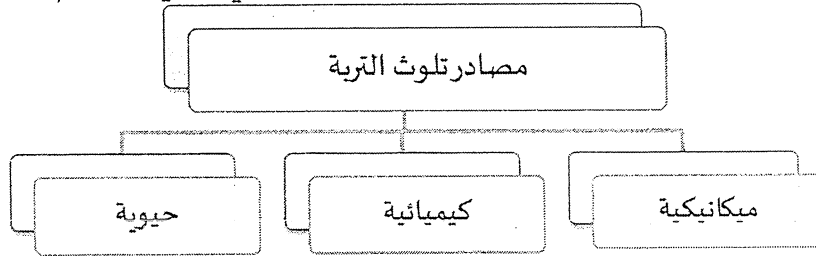 مصادر تلوث التربة
ميكانيكية
كيميائية
حيوية